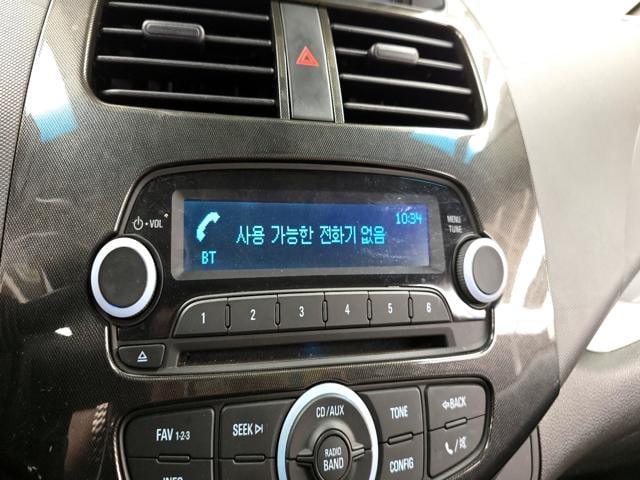 VOL
10:34
MENU
TUNE
사용 가능한 전화기 없음
BT
1 2 3 4 5 6
CD/AUX
FAV 1-2-3
SEEK
TONE
BACK
RADIO
BAND
CONFIG
INFO